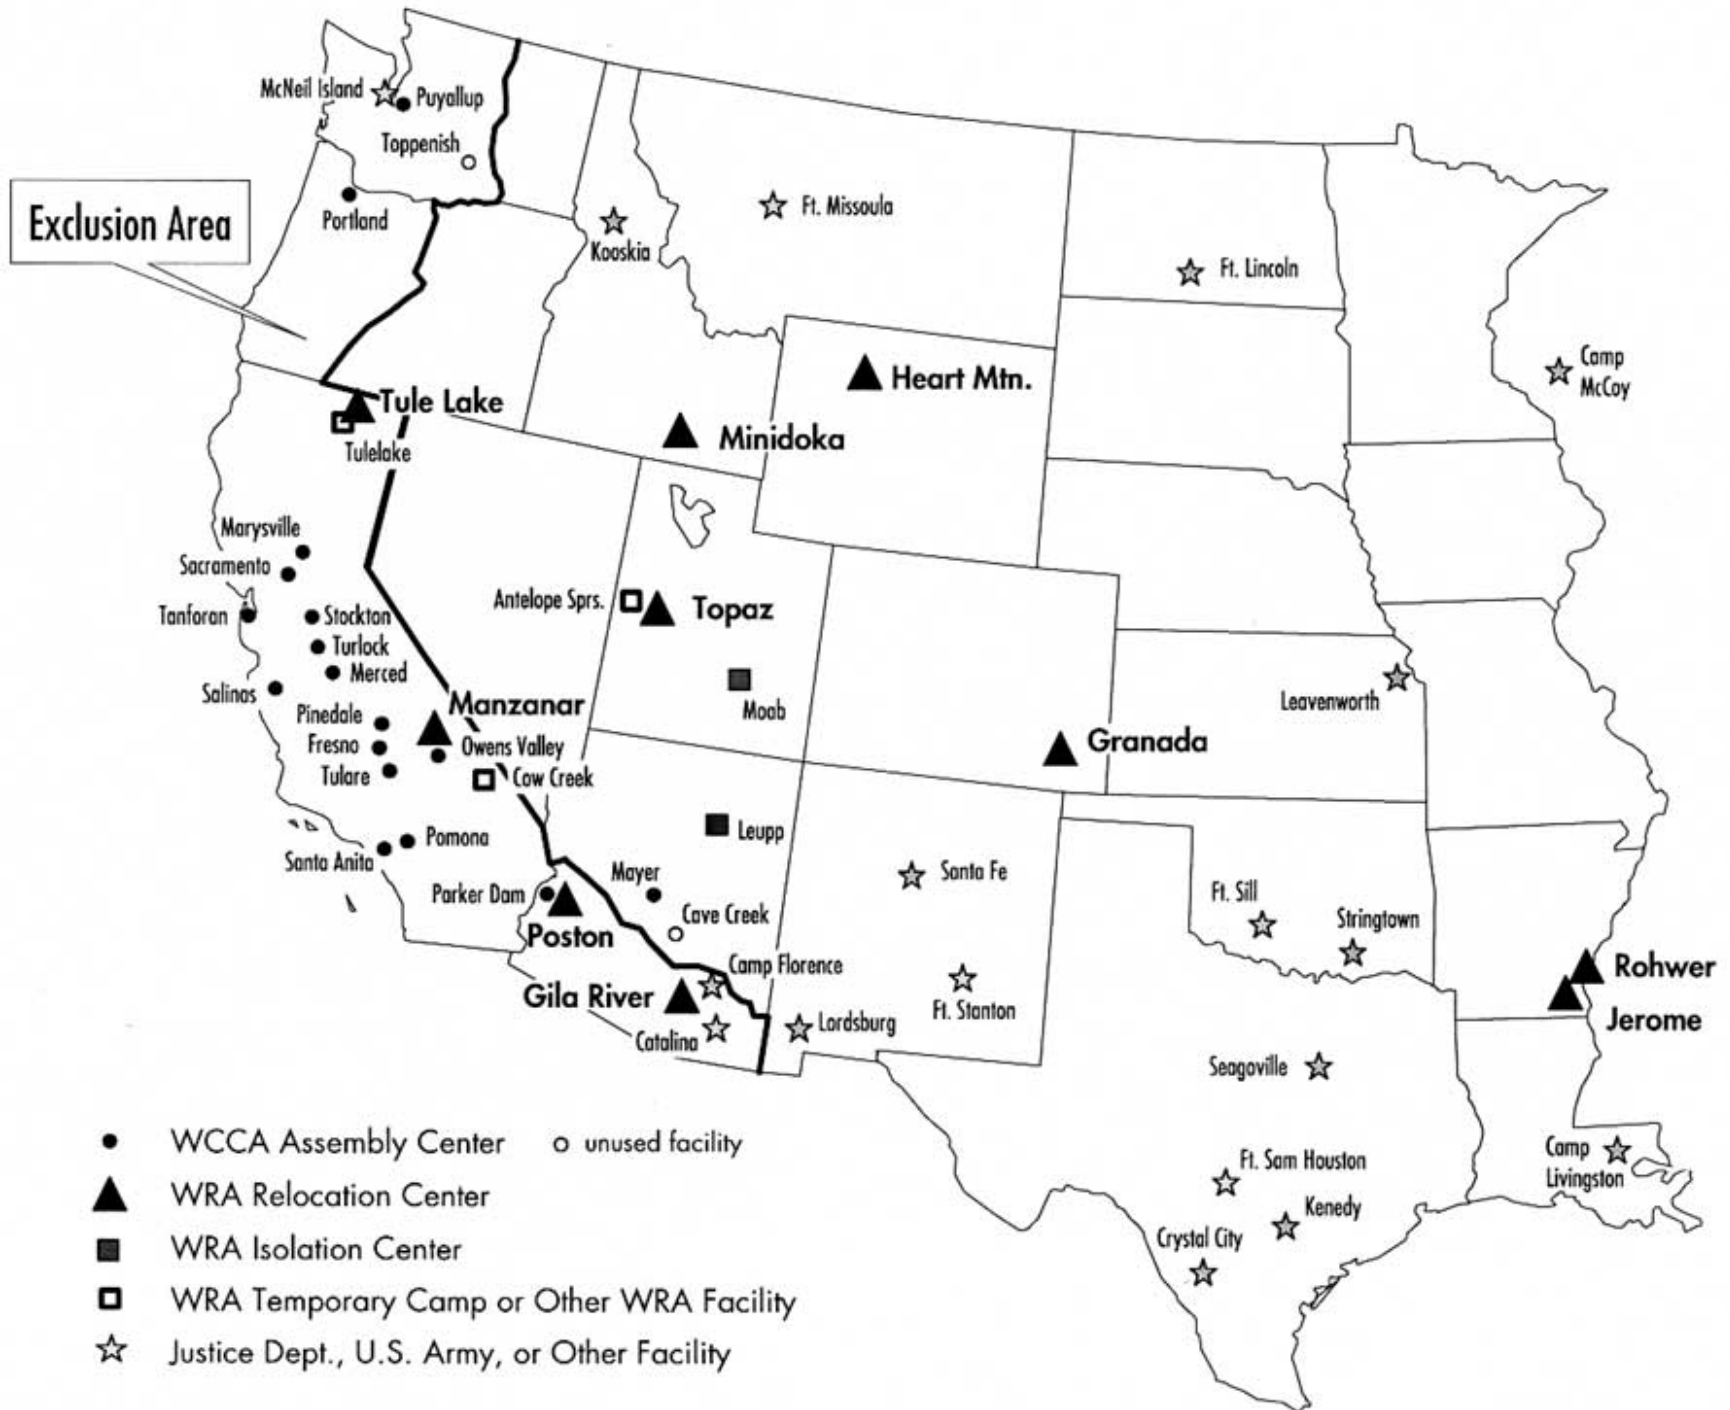 McNeil Island
Puyallup
Toppenish
Exclusion Area
Portland
Kooskia
Ft. Missoula
Ft. Lincoln
Camp
McCoy
Heart Mtn.
Tule Lake
Tulelake
Minidoka
Marysville
Sacramento
Antelope Sprs.
Topaz
Tanforan
Stockton
Turlock
Merced
Salinas
Moab
Leavenworth
Pinedale
Manzanar
Fresno
Owens Valley
Granada
Tulare
Cow Creek
Leupp
Pomona
Santa Anita
Mayer
Santa Fe
Parker Dam
Cave Creek
Ft. Sill
Stringtown
Poston
Camp Florence
Rohwer
Gila River
Ft. Stanton
Lordsburg
Jerome
Catalina
Seagoville
WCCA Assembly Center
unused facility
Camp
Livingston
Ft. Sam Houston
WRA Relocation Center
Kenedy
Crystal City
WRA Isolation Center
WRA Temporary Camp or Other WRA Facility
Justice Dept., U.S. Army, or Other Facility